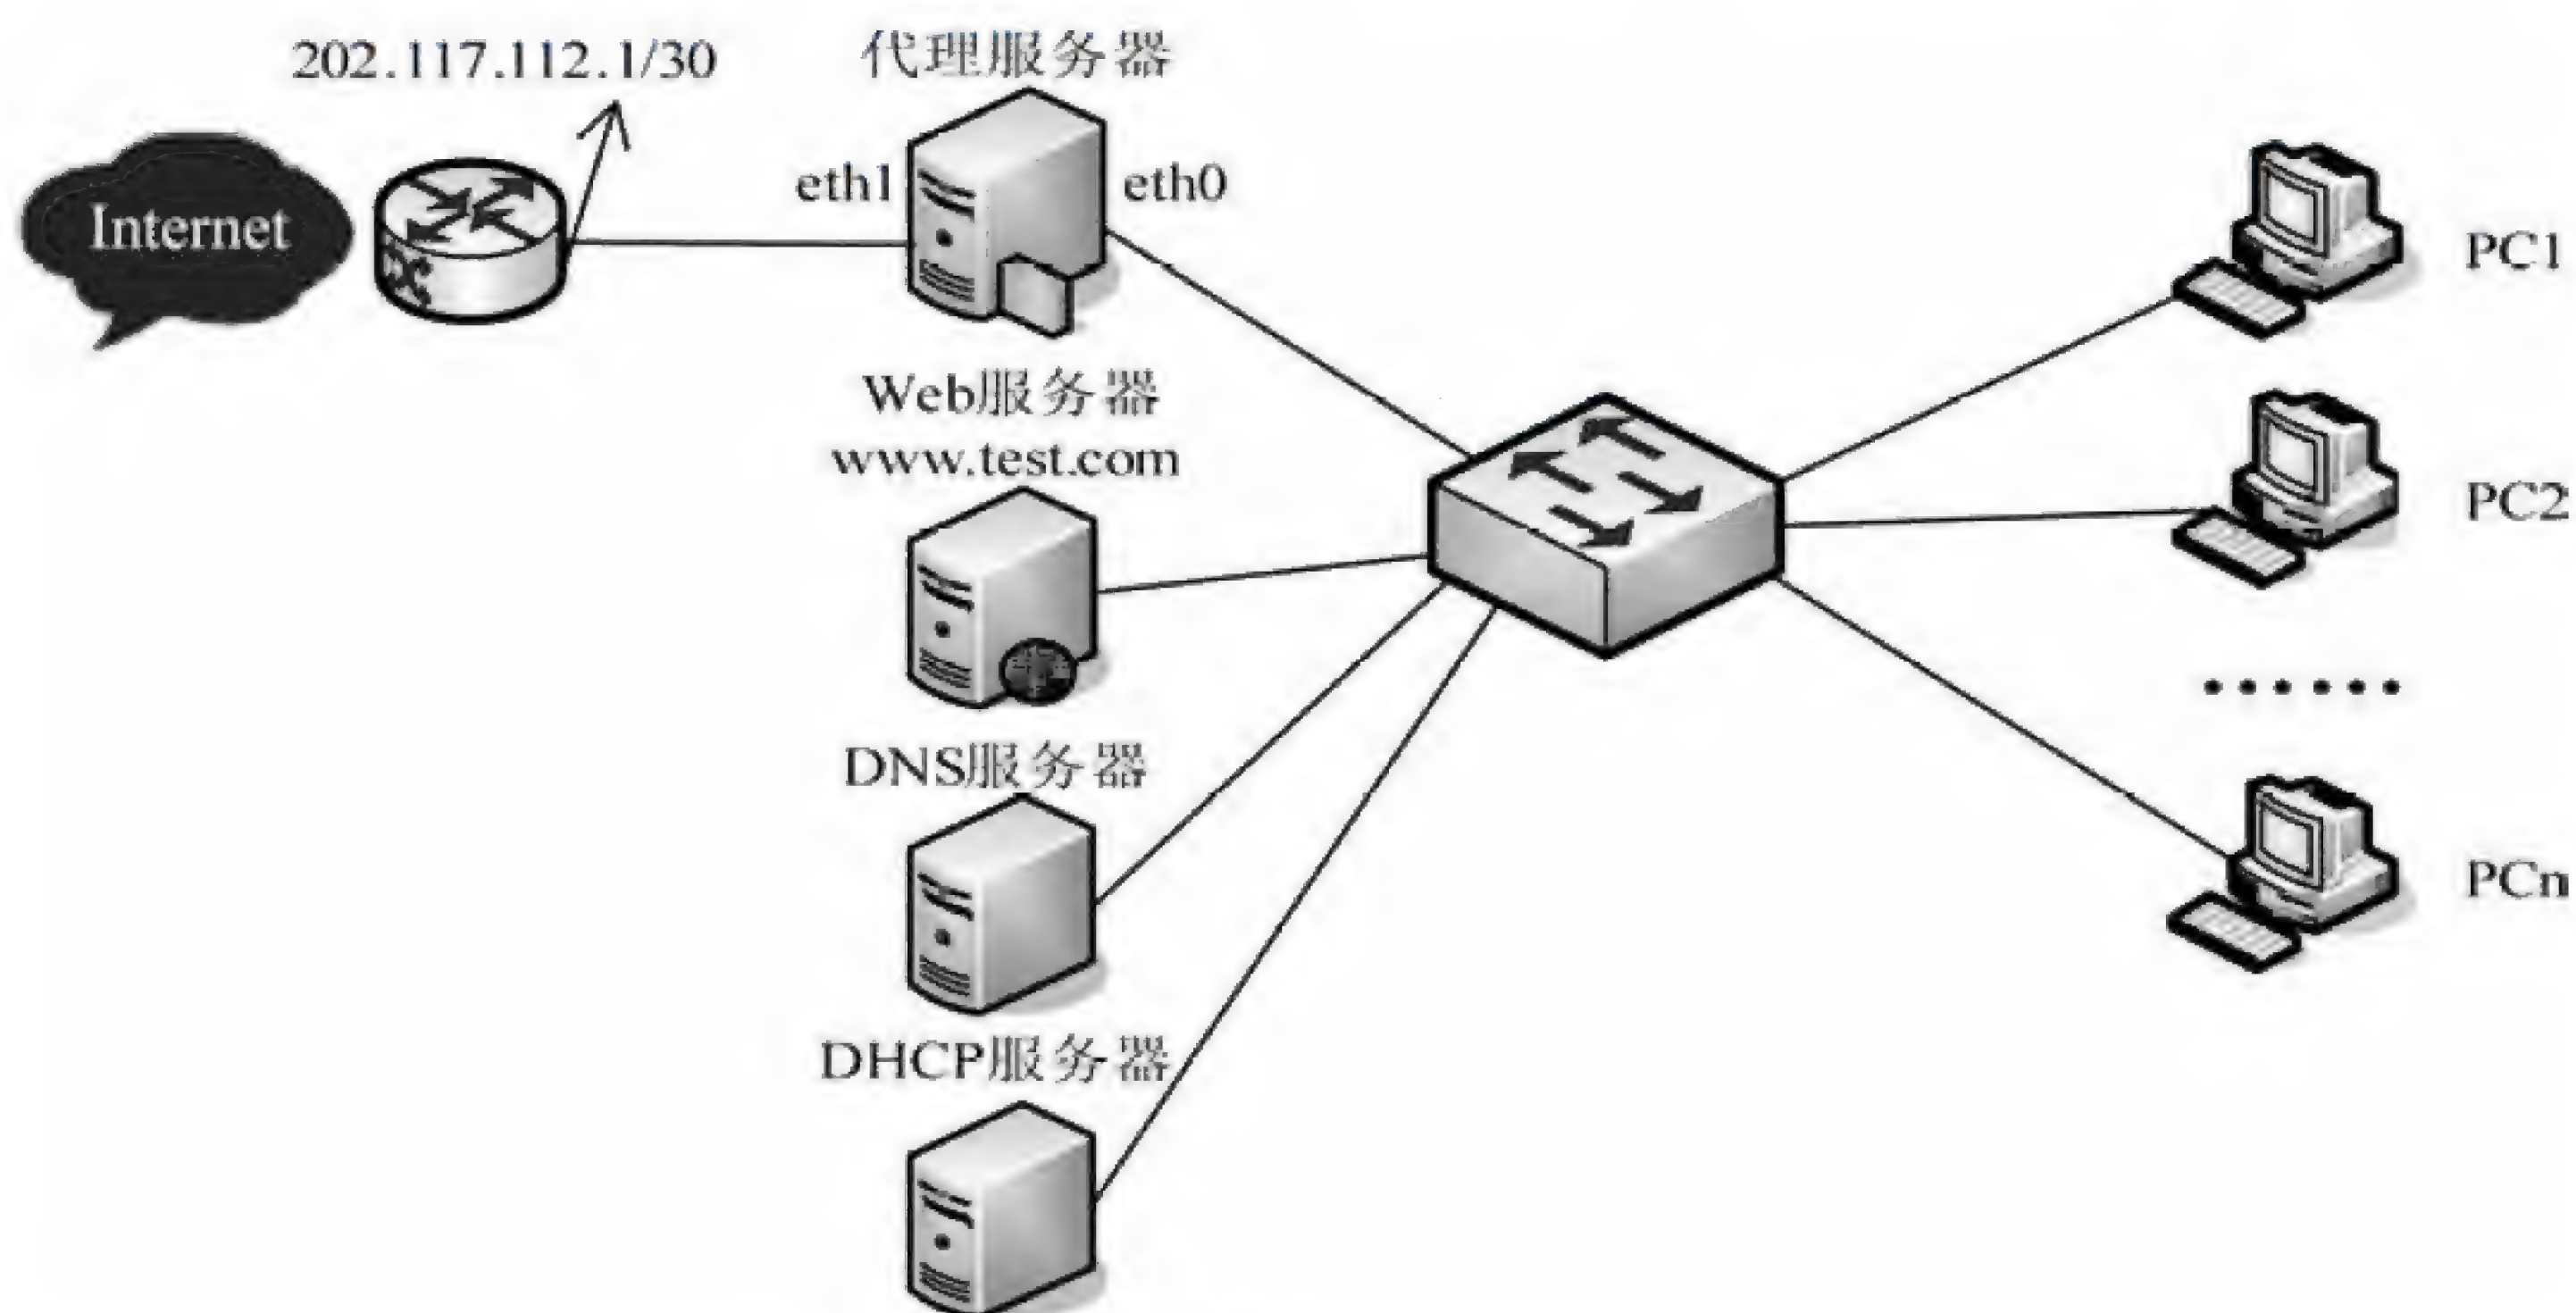 202.117.112.1/30
代理服务器
Internet
eth1
eth0
PC1
Web服务器
www.test.com
PC2
DNS服务器
PCn
DHCP服务器